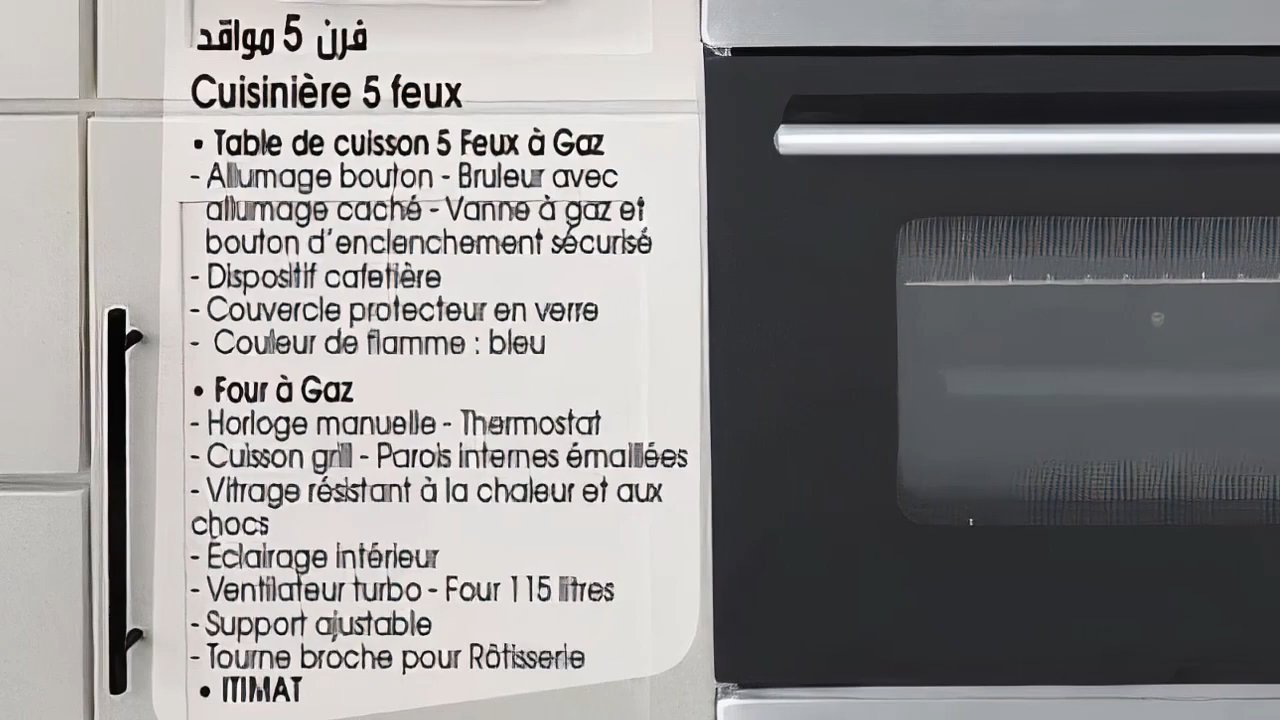 فرن 5 مواقد
Cuisinière 5 feux
• Table de cuisson 5 Feux à Gaz
- Allumage bouton - Bruleur avec
allumage caché - Vanne à gaz et
bouton d'enclenchement sécurisé
- Dispositif cafetière
- Couvercle protecteur en verre
- Couleur de flamme : bleu
• Four à Gaz
- Horloge manuelle - Thermostat
- Cuisson grill - Parois internes émaillées
- Vitrage résistant à la chaleur et aux
chocs
- Éclairage intérieur
- Ventilateur turbo - Four 115 litres
- Support ajustable
- Tourne broche pour Rôtisserie
• ITIMAT